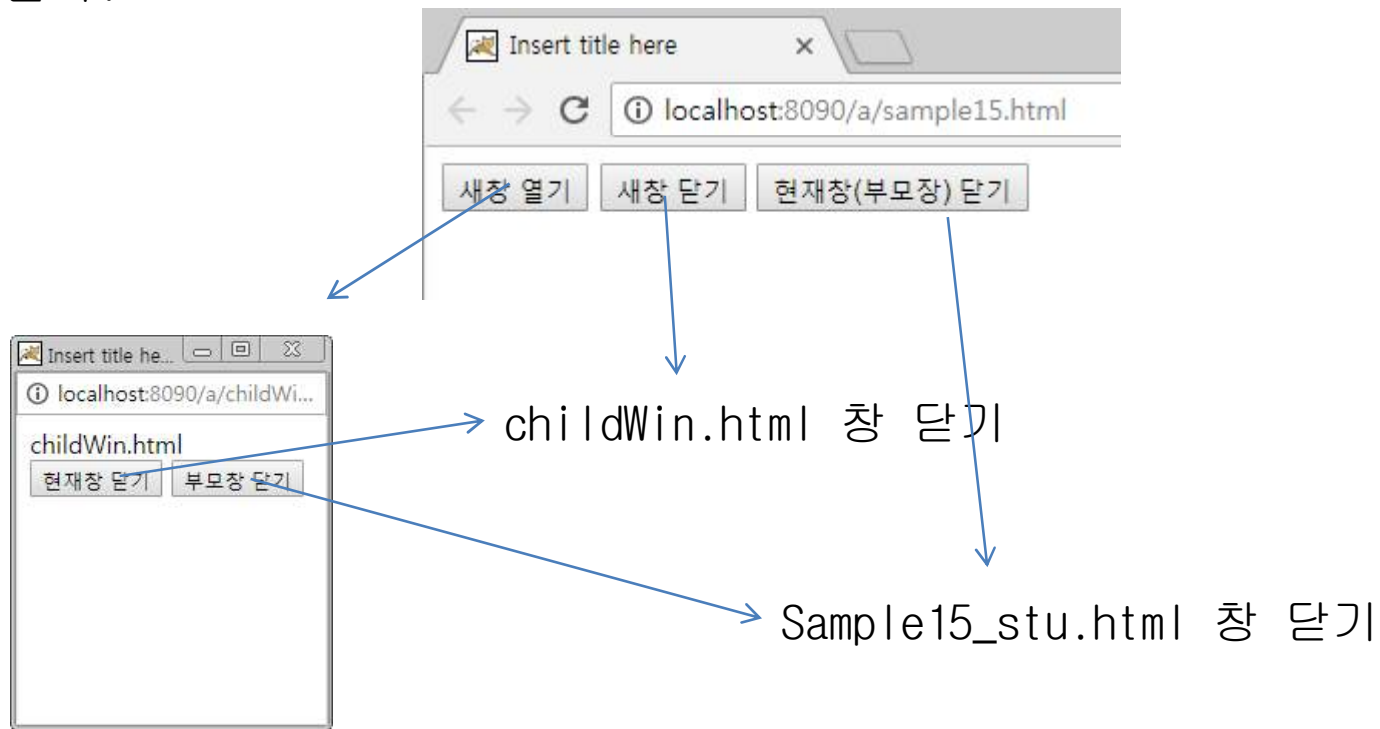 Insert title here
localhost:8090/a/sample15.html
새창 열기 새창 닫기 현재창(부모장) 닫기
Insert title he...
localhost:8090/a/childWi...
childWin.html
현재창 닫기 부모창 닫기
childWin.html 창 닫기
Sample15_stu.html 창 닫기